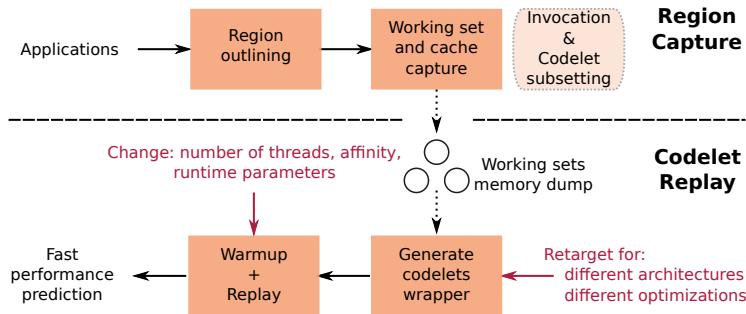 Applications
Region
outlining
Working set
and cache
capture
Invocation
&
Codelet
subsetting
Region
Capture
Change: number of threads, affinity,
runtime parameters
Working sets
memory dump
Codelet
Replay
Fast
performance
prediction
Warmup
+
Replay
Generate
codelets
wrapper
Retarget for:
different architectures
different optimizations